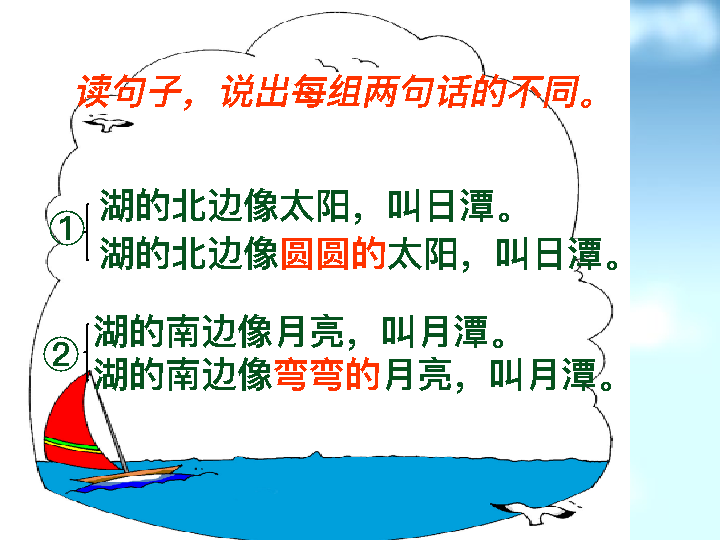 读句子，说出每组两句话的不同。
① 湖的北边像太阳，叫日潭。
湖的北边像圆圆的太阳，叫日潭。
② 湖的南边像月亮，叫月潭。
湖的南边像弯弯的月亮，叫月潭。